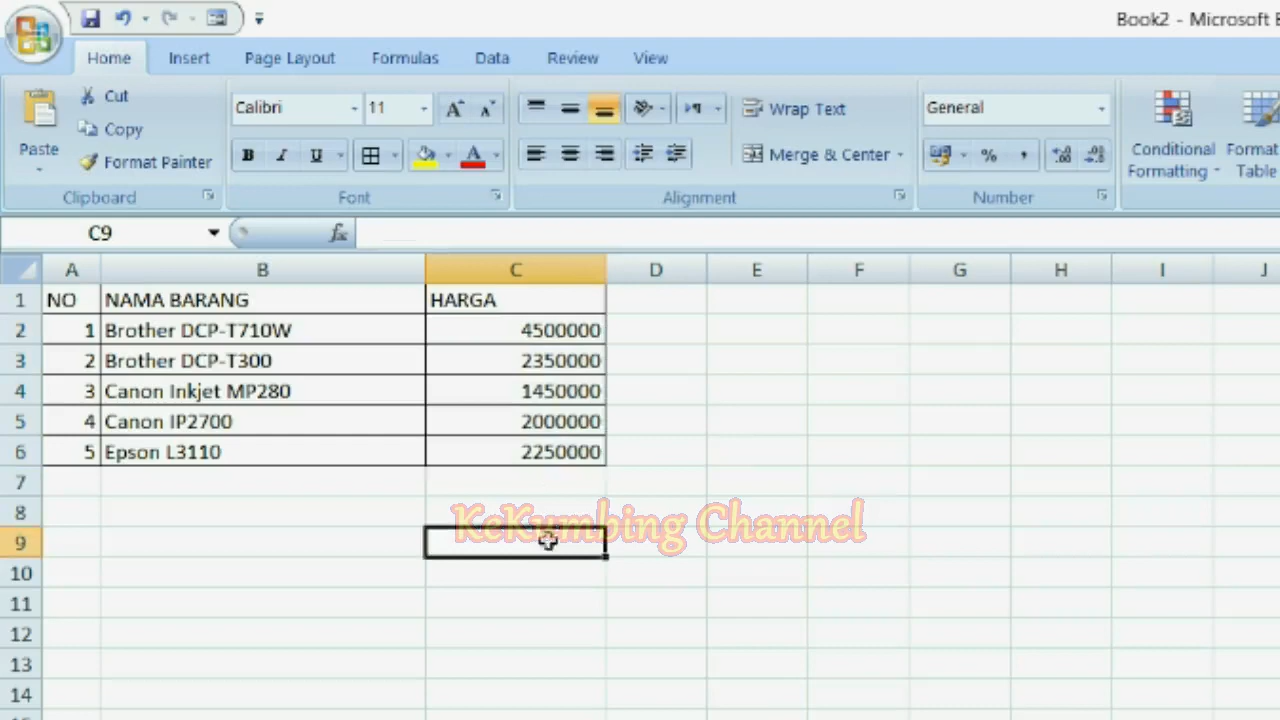 Book2 - Microsoft E
Home Insert Page Layout Formulas Data Review View
Paste
Cut
Copy
Format Painter
Clipboard
Calibri 11
B I U A
Font
Wrap Text
Merge & Center
Alignment
General
%
Number
Conditional Formatting
Format
Table
C9 fx
A B C D E F G H I J
1 NO NAMA BARANG HARGA
2 1 Brother DCP-T710W 4500000
3 2 Brother DCP-T300 2350000
4 3 Canon Inkjet MP280 1450000
5 4 Canon IP2700 2000000
6 5 Epson L3110 2250000
7
8
KeKumbing Channel
9
10
11
12
13
14